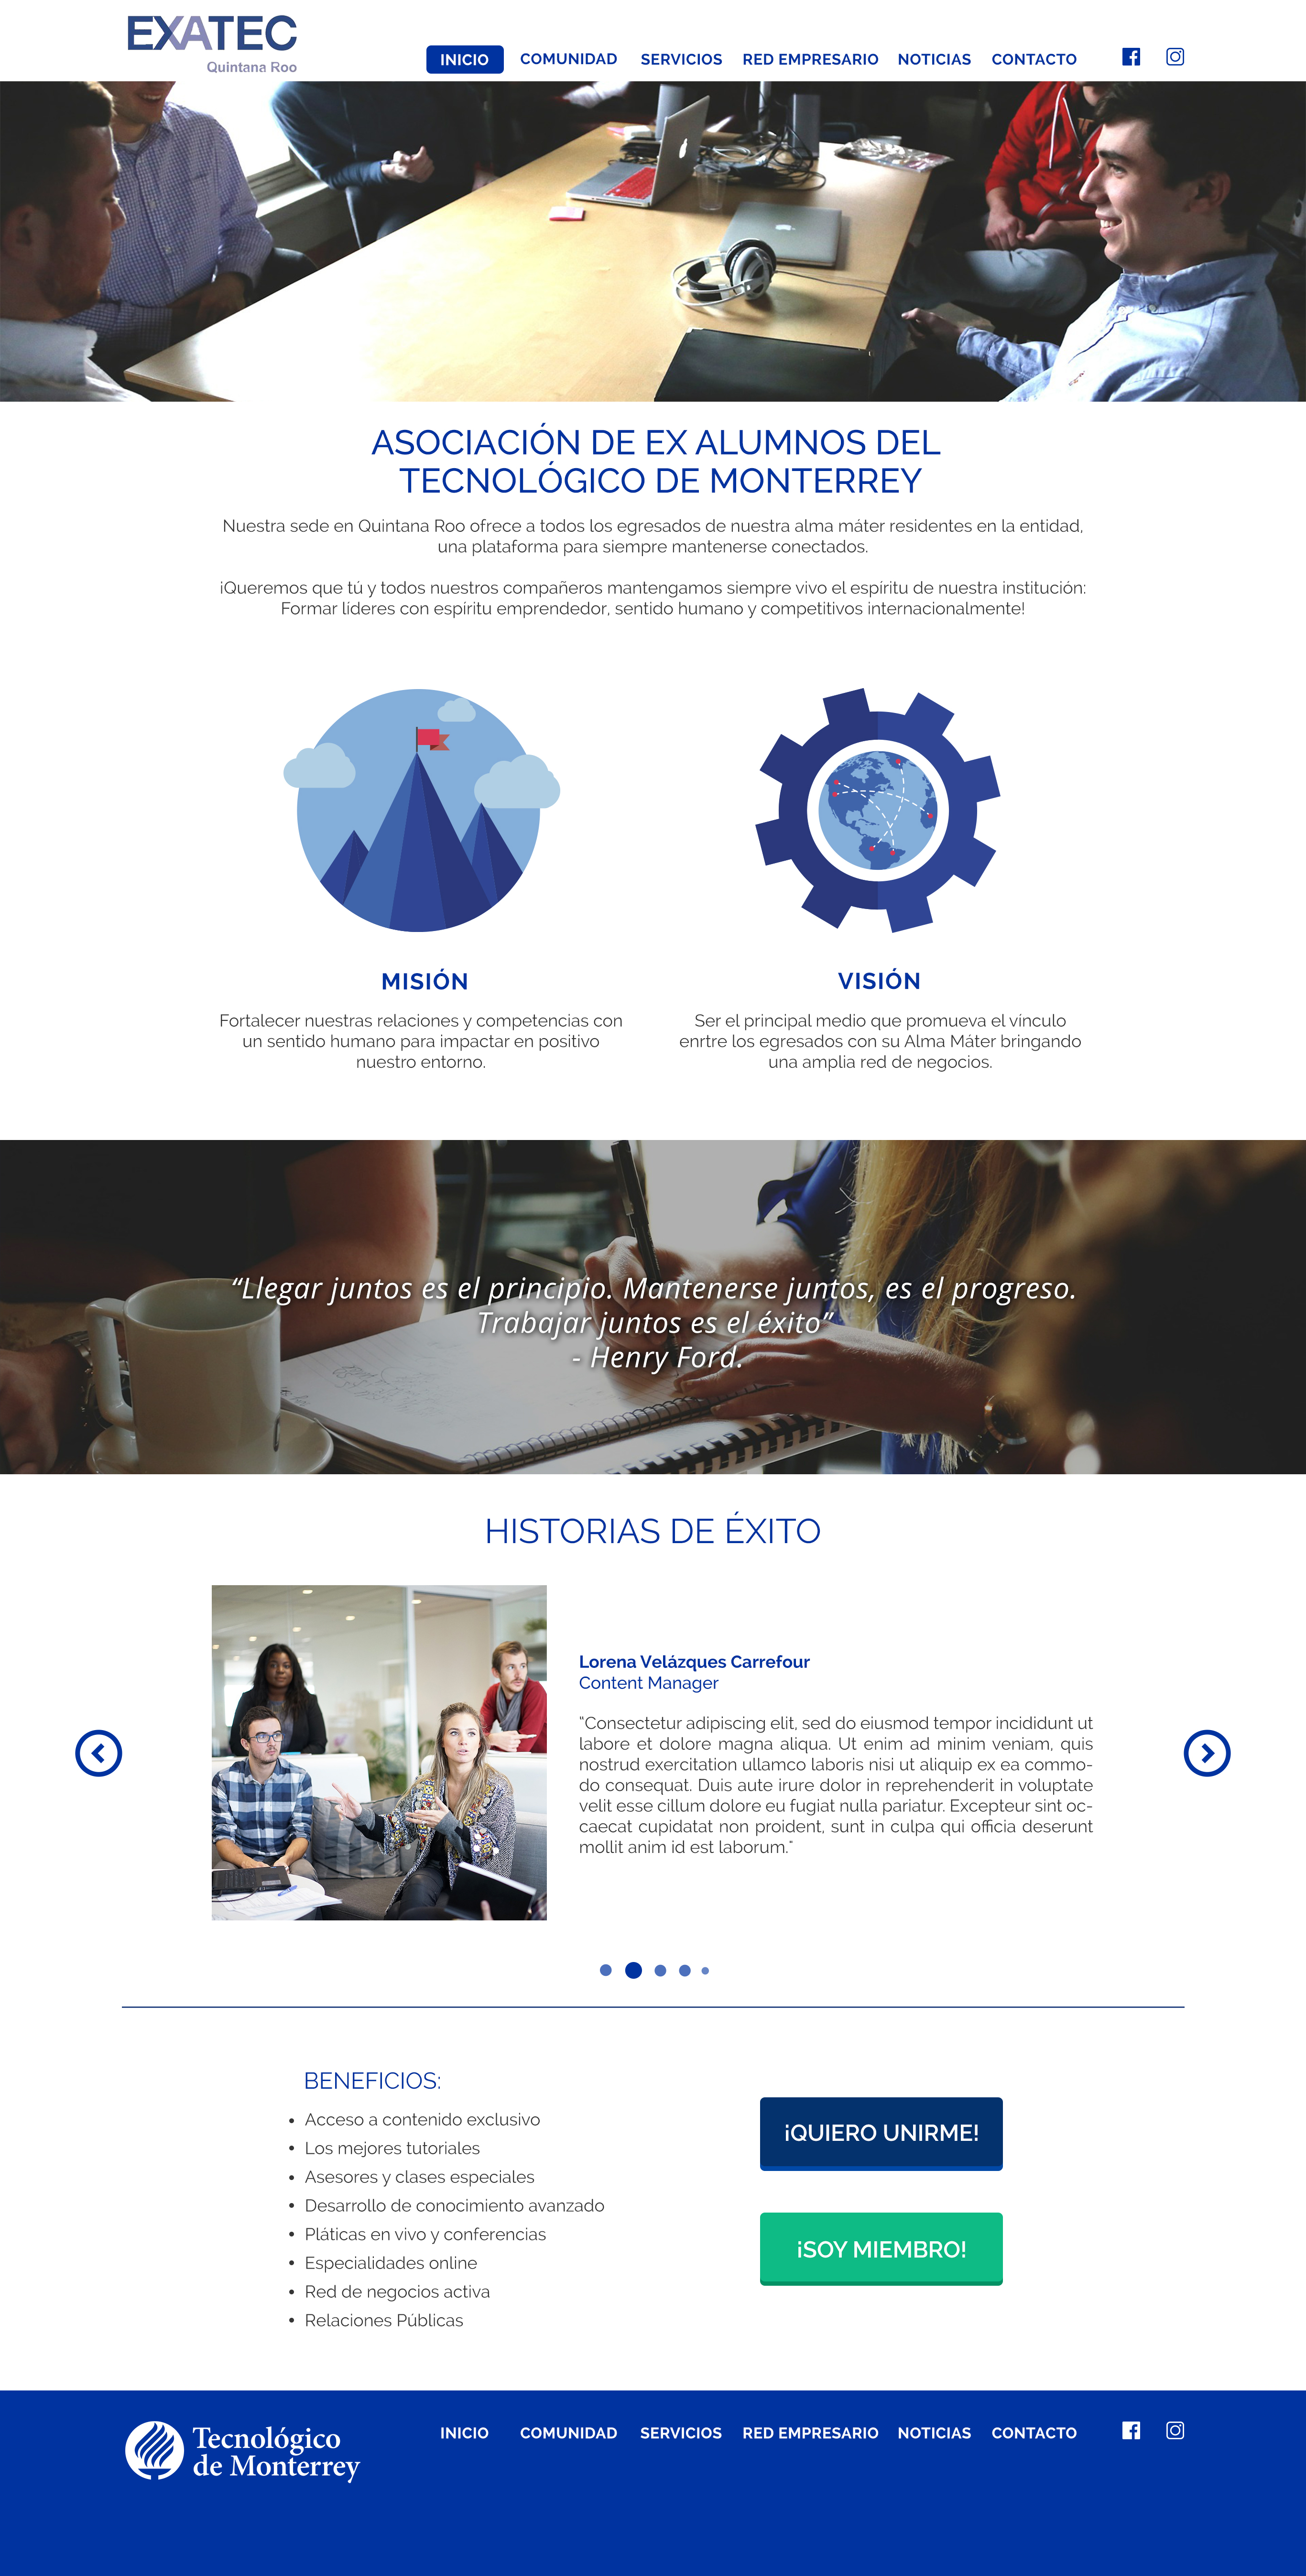 EXATEC
Quintana Roo
INICIO COMUNIDAD SERVICIOS RED EMPRESARIO NOTICIAS CONTACTO
ASOCIACIÓN DE EX ALUMNOS DEL
TECNOLÓGICO DE MONTERREY
Nuestra sede en Quintana Roo ofrece a todos los egresados de nuestra alma máter residentes en la entidad,
una plataforma para siempre mantenerse conectados.
¡Queremos que tú y todos nuestros compañeros mantengamos siempre vivo el espíritu de nuestra institución:
Formar líderes con espíritu emprendedor, sentido humano y competitivos internacionalmente!
MISIÓN
Fortalecer nuestras relaciones y competencias con
un sentido humano para impactar en positivo
nuestro entorno.
VISIÓN
Ser el principal medio que promueva el vínculo
enrtre los egresados con su Alma Máter bringando
una amplia red de negocios.
“Llegar juntos es el principio. Mantenerse juntos, es el progreso.
Trabajar juntos es el éxito”
- Henry Ford.
HISTORIAS DE ÉXITO
Lorena Velázques Carrefour
Content Manager
“Consectetur adipiscing elit, sed do eiusmod tempor incididunt ut
labore et dolore magna aliqua. Ut enim ad minim veniam, quis
nostrud exercitation ullamco laboris nisi ut aliquip ex ea commo-
do consequat. Duis aute irure dolor in reprehenderit in voluptate
velit esse cillum dolore eu fugiat nulla pariatur. Excepteur sint oc-
caecat cupidatat non proident, sunt in culpa qui officia deserunt
mollit anim id est laborum."
BENEFICIOS:
• Acceso a contenido exclusivo
• Los mejores tutoriales
• Asesores y clases especiales
• Desarrollo de conocimiento avanzado
• Pláticas en vivo y conferencias
• Especialidades online
• Red de negocios activa
• Relaciones Públicas
¡QUIERO UNIRME!
¡SOY MIEMBRO!
Tecnológico
de Monterrey
INICIO COMUNIDAD SERVICIOS RED EMPRESARIO NOTICIAS CONTACTO